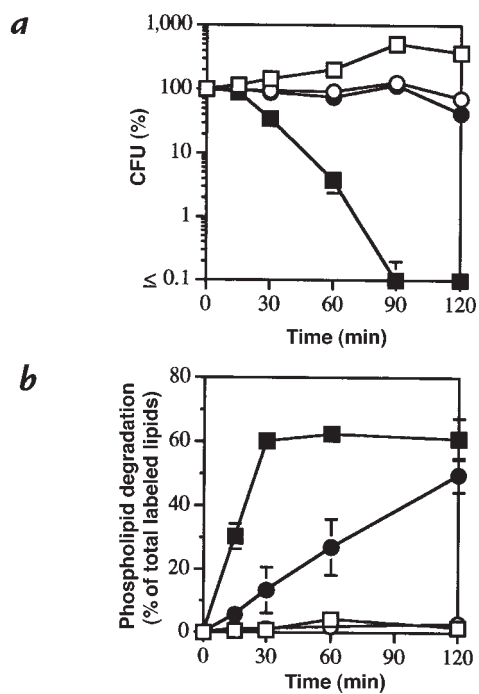 a
1,000
100
10
1
≤ 0.1
CFU (%)
0 30 60 90 120
Time (min)
b
80
60
40
20
0
Phospholipid degradation
(% of total labeled lipids)
0 30 60 90 120
Time (min)